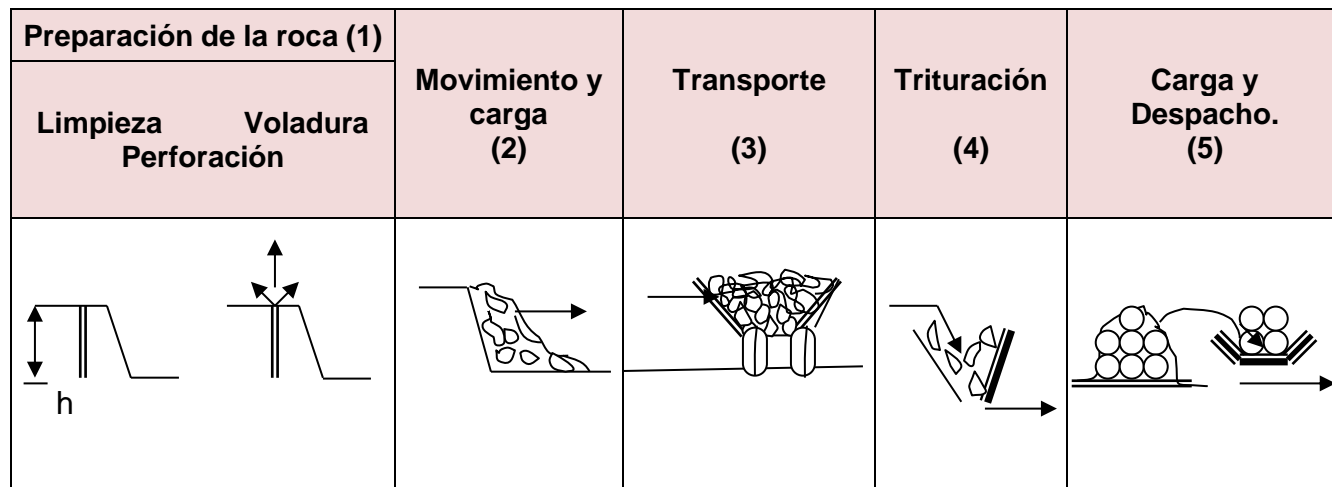 Preparación de la roca (1)
Limpieza Voladura
Perforación
Movimiento y
carga
(2)
Transporte
(3)
Trituración
(4)
Carga y
Despacho.
(5)
h